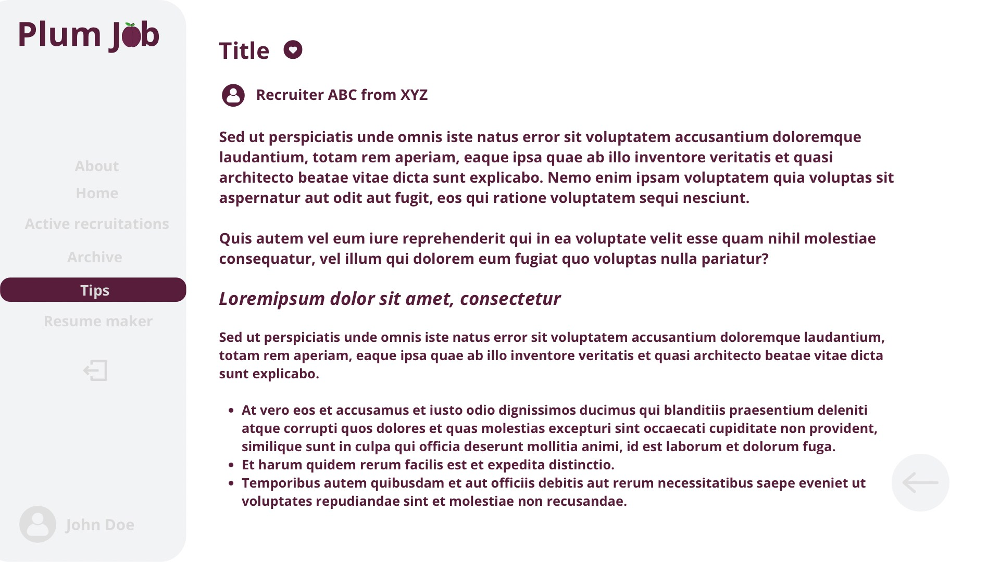 Plum Job
About
Home
Active recruitations
Archive
Tips
Resume maker
John Doe
Title
Recruiter ABC from XYZ
Sed ut perspiciatis unde omnis iste natus error sit voluptatem accusantium doloremque
laudantium, totam rem aperiam, eaque ipsa quae ab illo inventore veritatis et quasi
architecto beatae vitae dicta sunt explicabo. Nemo enim ipsam voluptatem quia voluptas sit
aspernatur aut odit aut fugit, eos qui ratione voluptatem sequi nesciunt.
Quis autem vel eum iure reprehenderit qui in ea voluptate velit esse quam nihil molestiae
consequatur, vel illum qui dolorem eum fugiat quo voluptas nulla pariatur?
Loremipsum dolor sit amet, consectetur
Sed ut perspiciatis unde omnis iste natus error sit voluptatem accusantium doloremque laudantium,
totam rem aperiam, eaque ipsa quae ab illo inventore veritatis et quasi architecto beatae vitae dicta
sunt explicabo.
• At vero eos et accusamus et iusto odio dignissimos ducimus qui blanditiis praesentium deleniti
atque corrupti quos dolores et quas molestias excepturi sint occaecati cupiditate non provident,
similique sunt in culpa qui officia deserunt mollitia animi, id est laborum et dolorum fuga.
• Et harum quidem rerum facilis est et expedita distinctio.
• Temporibus autem quibusdam et aut officiis debitis aut rerum necessitatibus saepe eveniet ut
voluptates repudiandae sint et molestiae non recusandae.